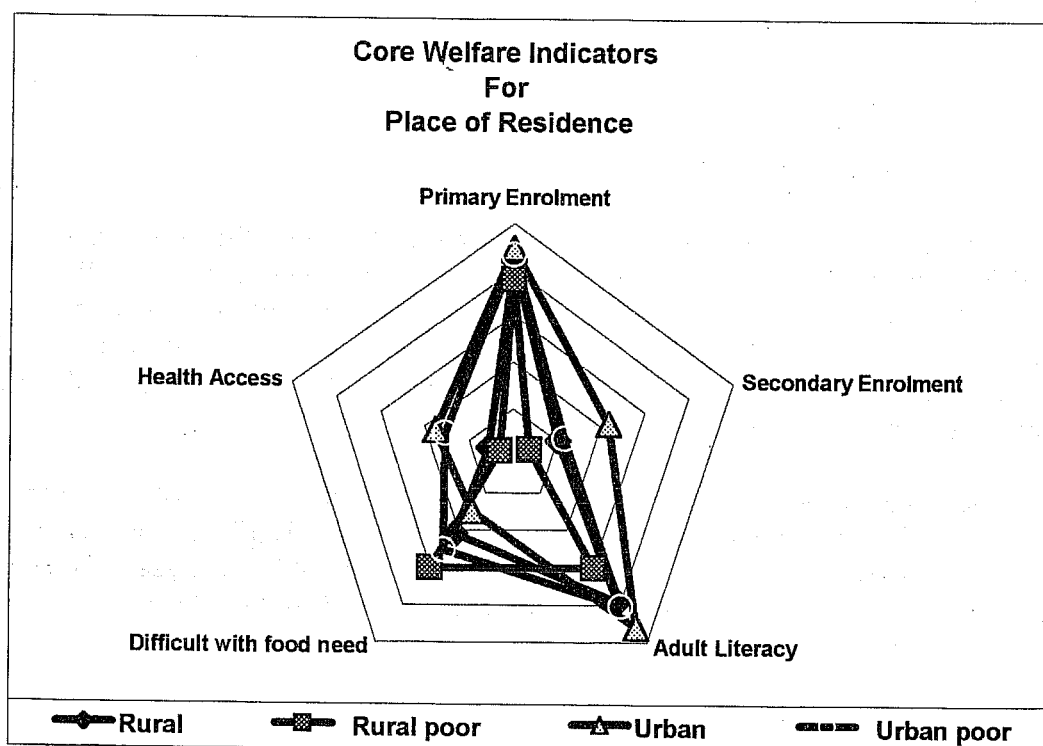 Core Welfare Indicators
For
Place of Residence
Primary Enrolment
Health Access
Secondary Enrolment
Difficult with food need
Adult Literacy
Rural
Rural poor
Urban
Urban poor